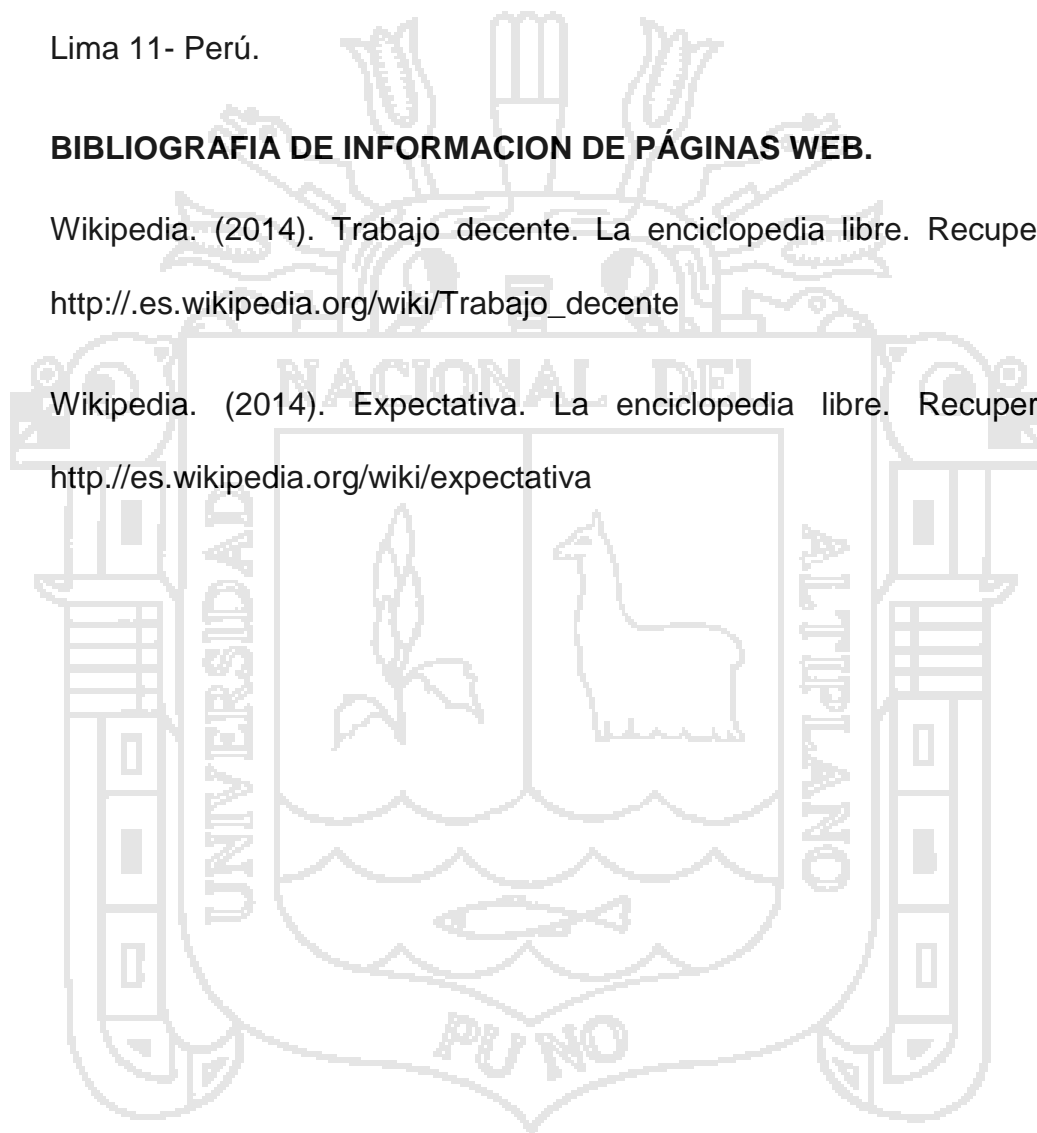 Lima 11- Perú.
BIBLIOGRAFIA DE INFORMACION DE PÁGINAS WEB.
Wikipedia. (2014). Trabajo decente. La enciclopedia libre. Recupe
http://.es.wikipedia.org/wiki/Trabajo_decente
Wikipedia. (2014). Expectativa. La enciclopedia libre. Recuper
http.//es.wikipedia.org/wiki/expectativa
NACIONAL DEL
UNIVERSIDAD
ALTIPLANO
PUNO